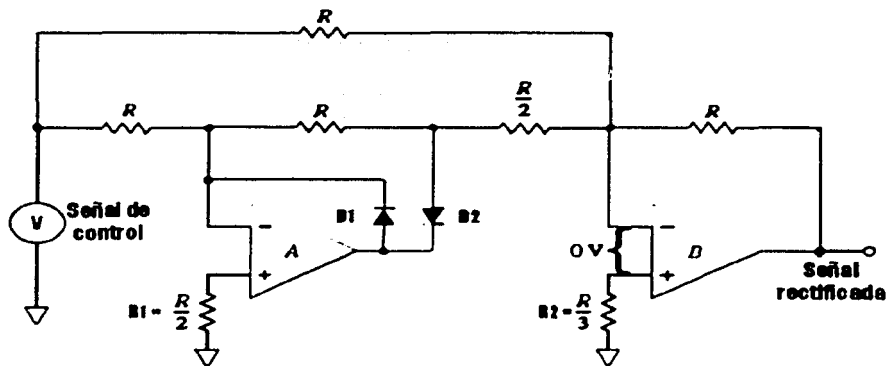 R
R
R
R/2
R
V
Señal de
control
D1
D2
−
A
+
R1 = R/2
0 V
−
B
+
R2 = R/3
Señal
rectificada